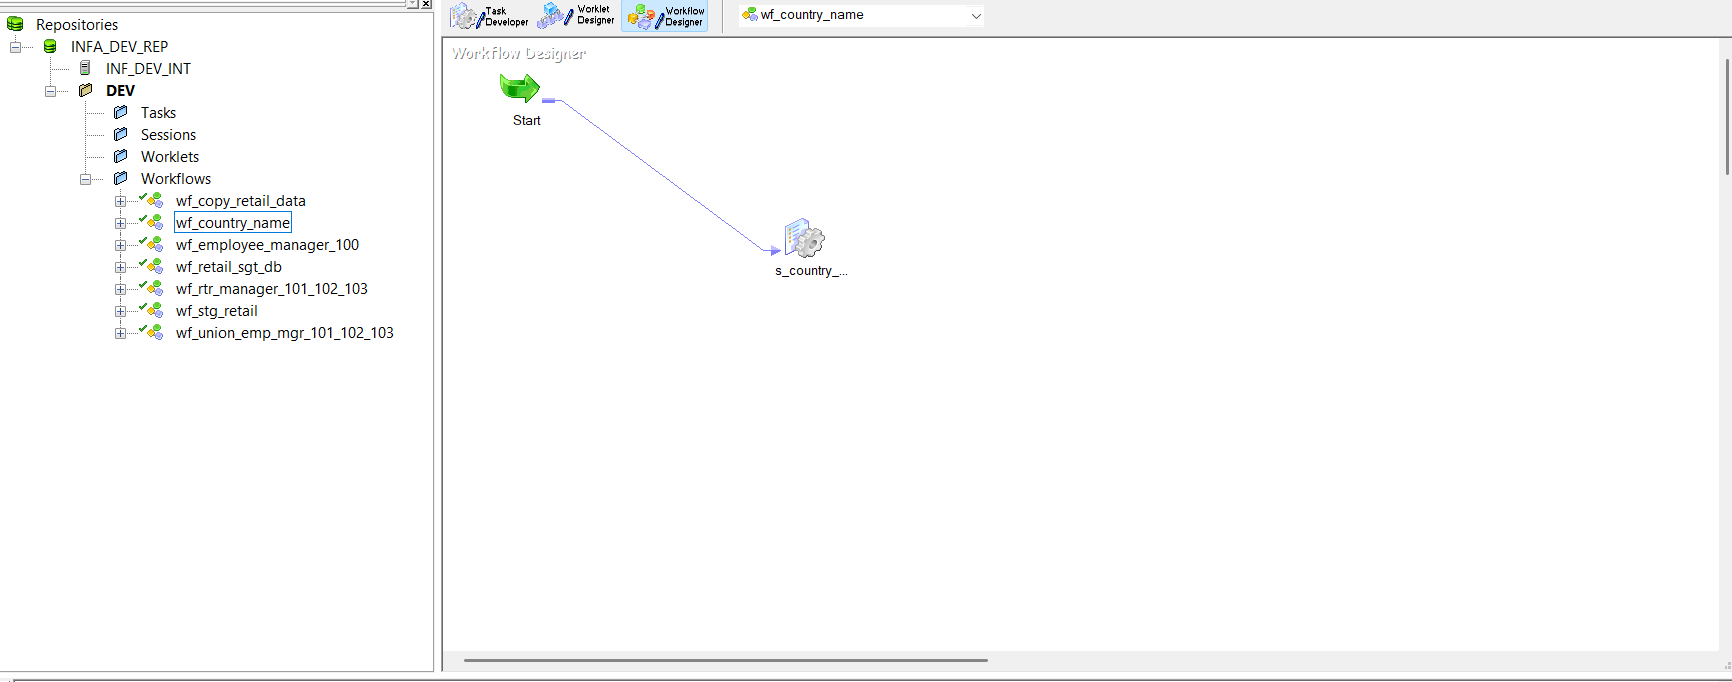 Repositories
INFA_DEV_REP
INF_DEV_INT
DEV
Tasks
Sessions
Worklets
Workflows
wf_copy_retail_data
wf_country_name
wf_employee_manager_100
wf_retail_sgt_db
wf_rtr_manager_101_102_103
wf_stg_retail
wf_union_emp_mgr_101_102_103
Task
Developer
Worklet
Designer
Workflow
Designer
wf_country_name
Workflow Designer
Start
s_country_...